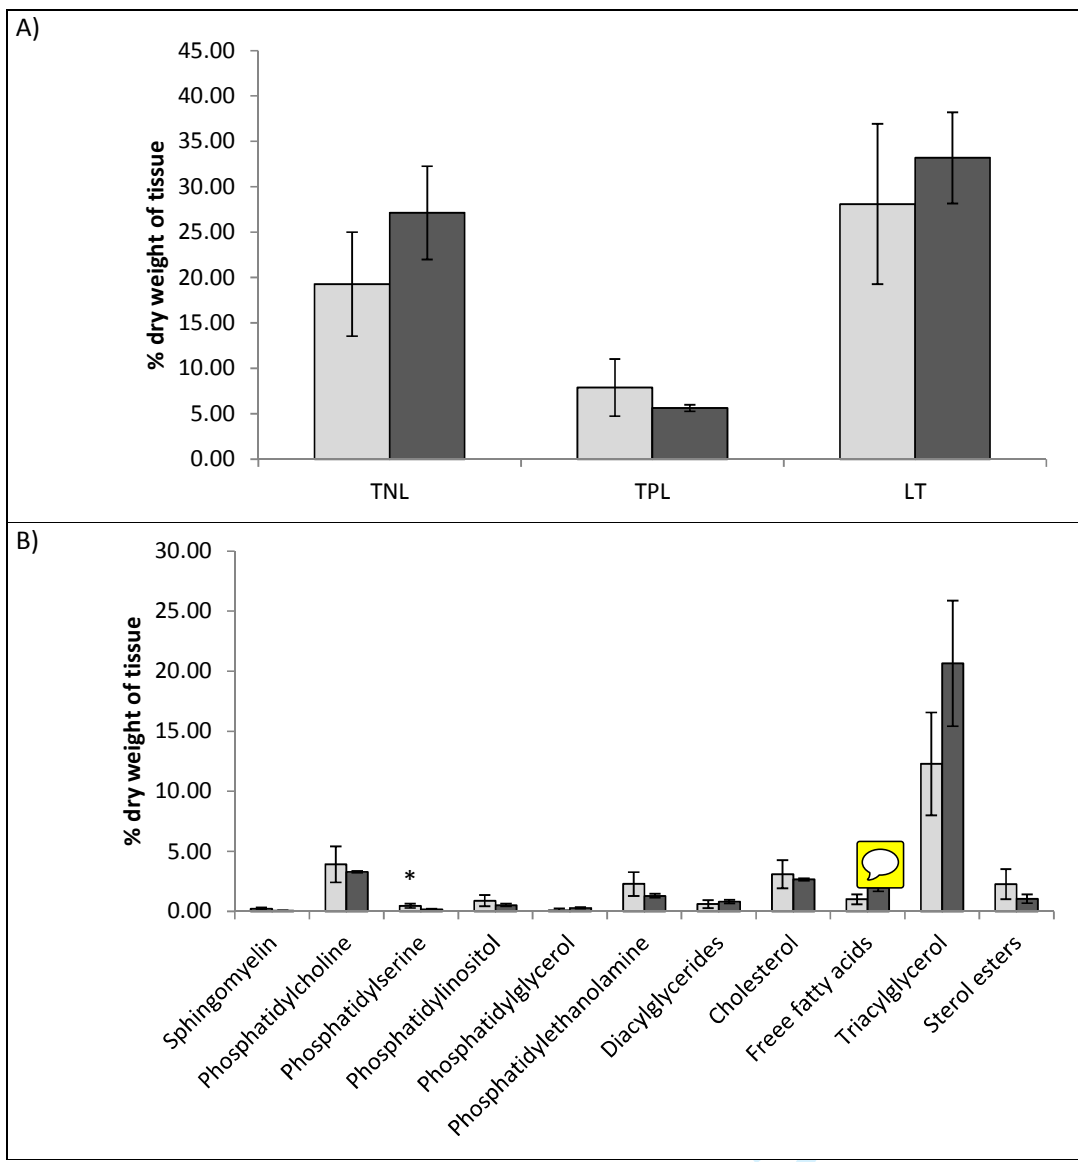 A)
45.00
40.00
35.00
30.00
25.00
20.00
15.00
10.00
5.00
0.00
% dry weight of tissue
TNL TPL LT
B)
30.00
25.00
20.00
15.00
10.00
5.00
0.00
% dry weight of tissue
*
Sphingomyelin
Phosphatidylcholine
Phosphatidylserine
Phosphatidylinositol
Phosphatidylglycerol
Phosphatidylethanolamine
Diacylglycerides
Cholesterol
Freee fatty acids
Triacylglycerol
Sterol esters